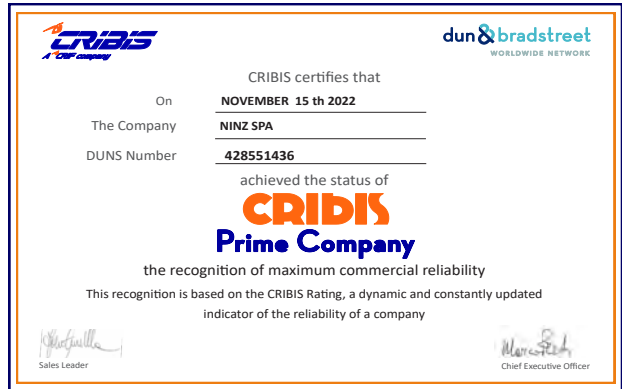 CRIBIS
A CRIF company
dun & bradstreet
WORLDWIDE NETWORK
CRIBIS certifies that
On NOVEMBER 15 th 2022
The Company NINZ SPA
DUNS Number 428551436
achieved the status of
CRIBIS
Prime Company
the recognition of maximum commercial reliability
This recognition is based on the CRIBIS Rating, a dynamic and constantly updated
indicator of the reliability of a company
Sales Leader
Chief Executive Officer